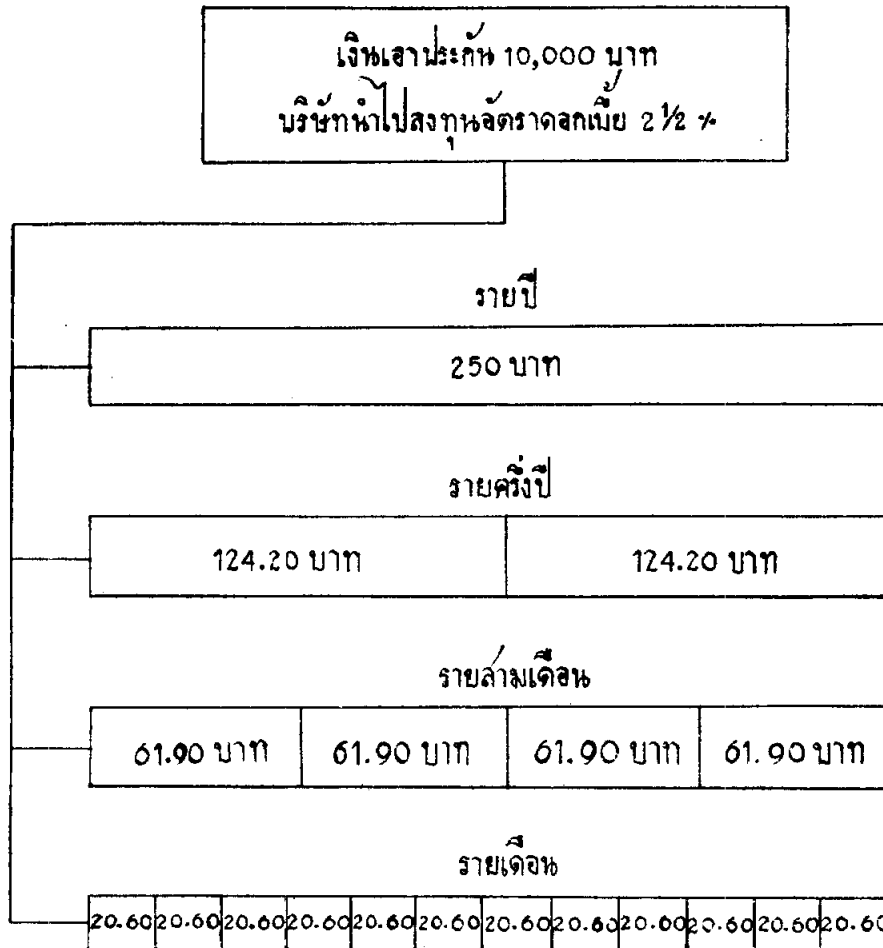 เงินเอาประกัน 10,000 บาท
บริษัทนำไปลงทุนอัตราดอกเบี้ย 2 ½ %
รายปี
250 บาท
รายครึ่งปี
124.20 บาท 124.20 บาท
รายสามเดือน
61.90 บาท 61.90 บาท 61.90 บาท 61.90 บาท
รายเดือน
20.60 20.60 20.60 20.60 20.60 20.60 20.60 20.60 20.60 20.60 20.60 20.60